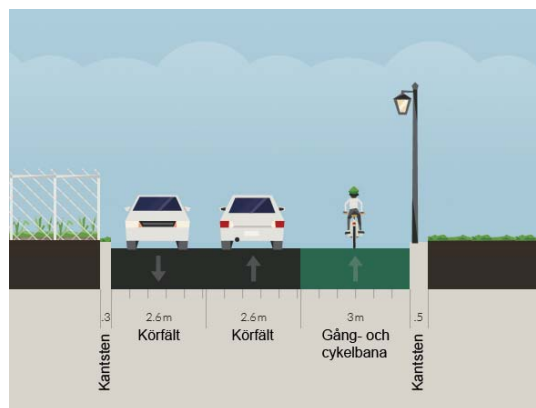 .3
2.6m
2.6m
3m
.5
Kantsten
Körfält
Körfält
Gång- och
cykelbana
Kantsten